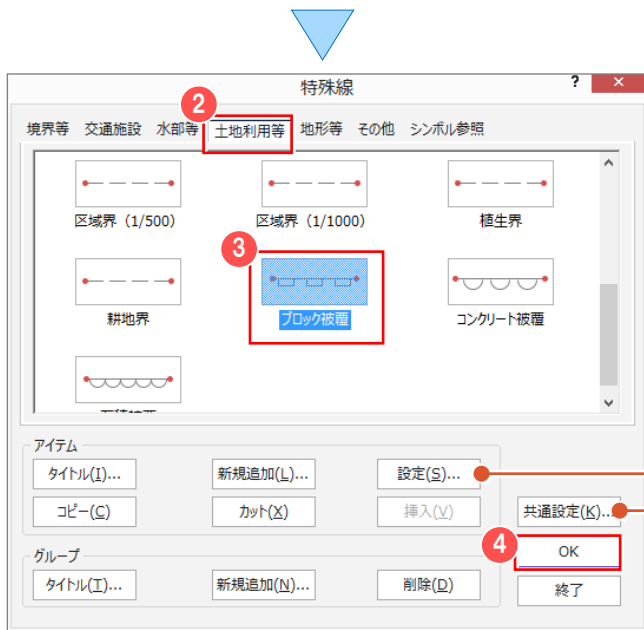 特殊線
? ×
2
境界等 交通施設 水部等 土地利用等 地形等 その他 シンボル参照
区域界（1/500） 区域界（1/1000） 植生界
3
耕地界 ブロック被覆 コンクリート被覆
アイテム
タイトル(I)... 新規追加(L)... 設定(S)...
コピー(C) カット(X) 挿入(V) 共通設定(K)...
4
OK
グループ
タイトル(T)... 新規追加(N)... 削除(D) 終了